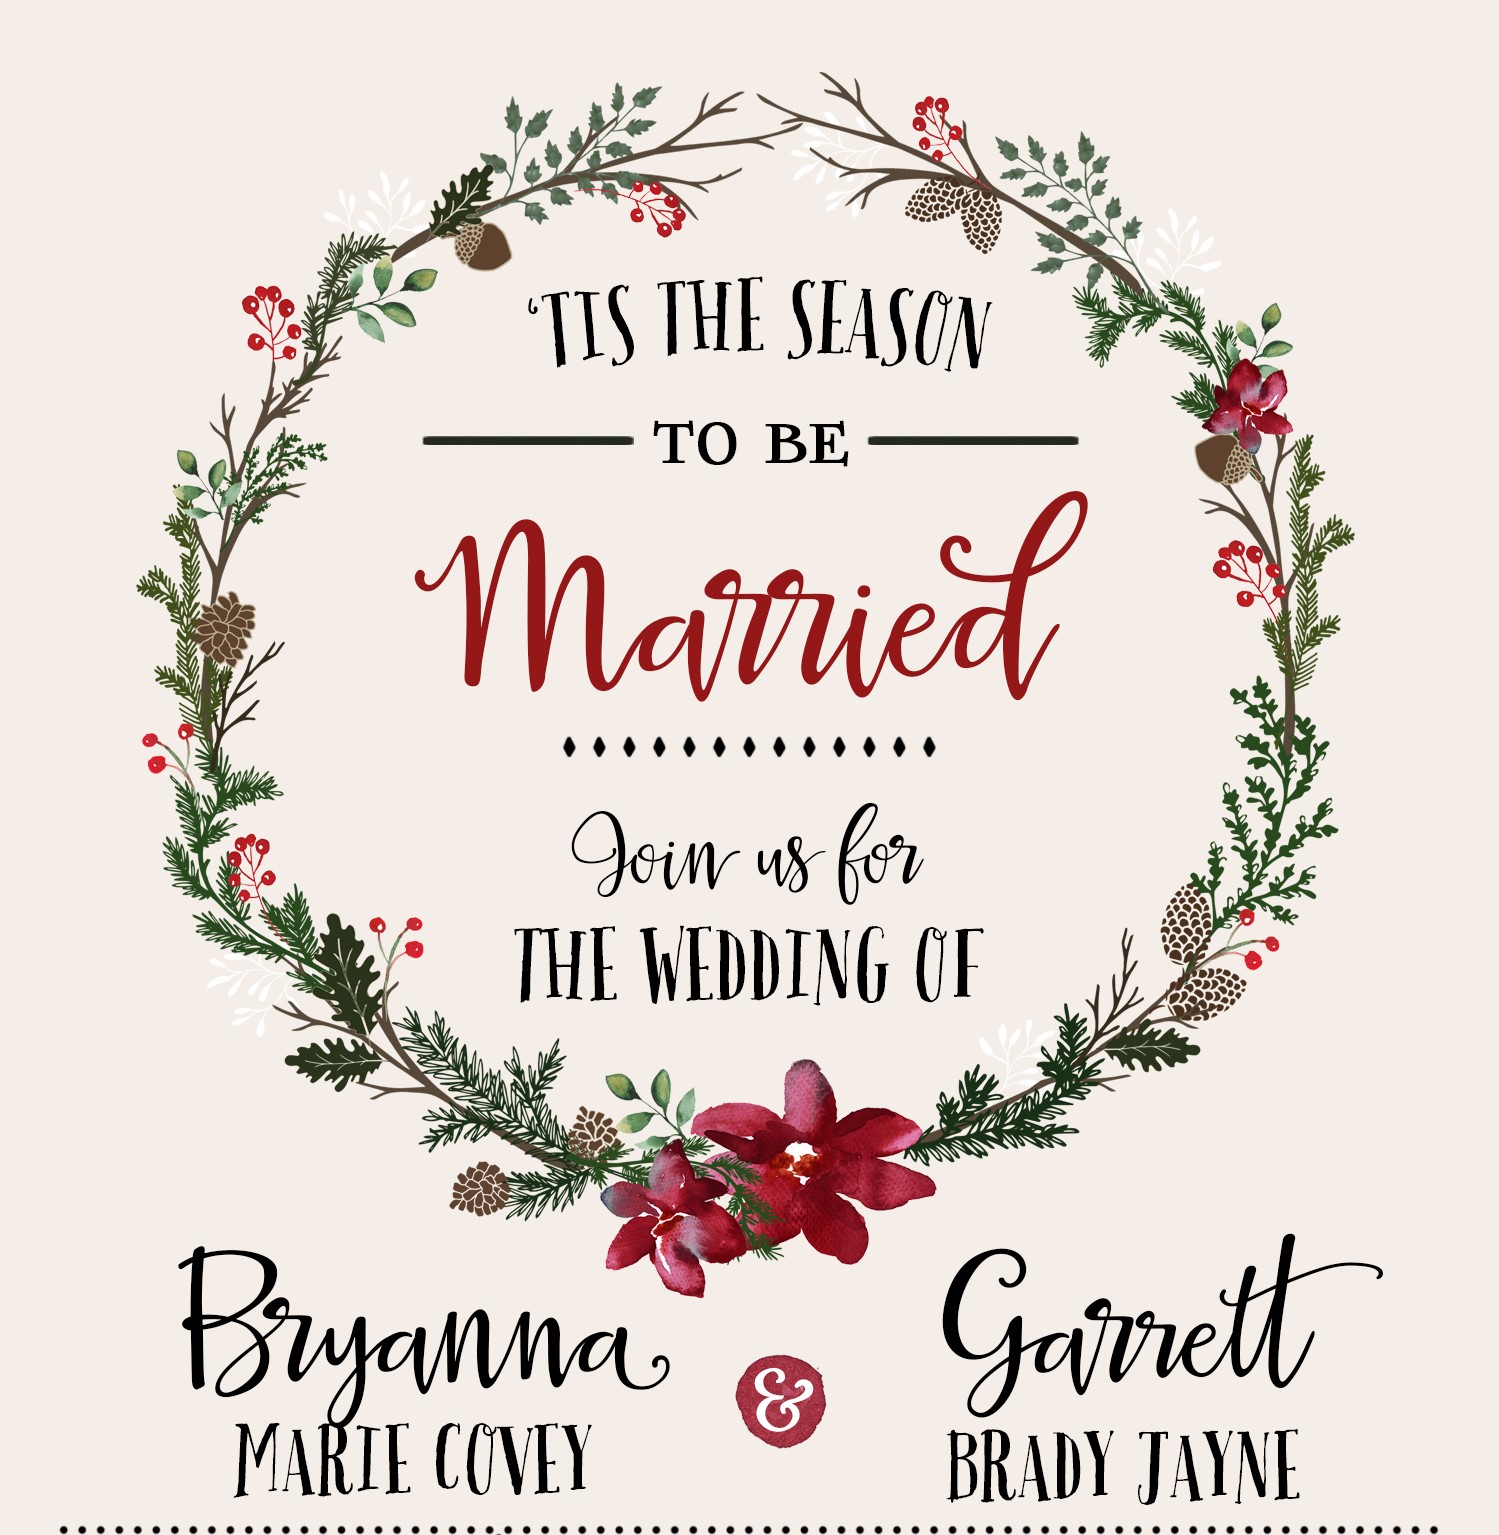 ‘TIS THE SEASON
TO BE
Married
Join us for
THE WEDDING OF
Bryanna
MARIE COVEY
&
Garrett
BRADY JAYNE